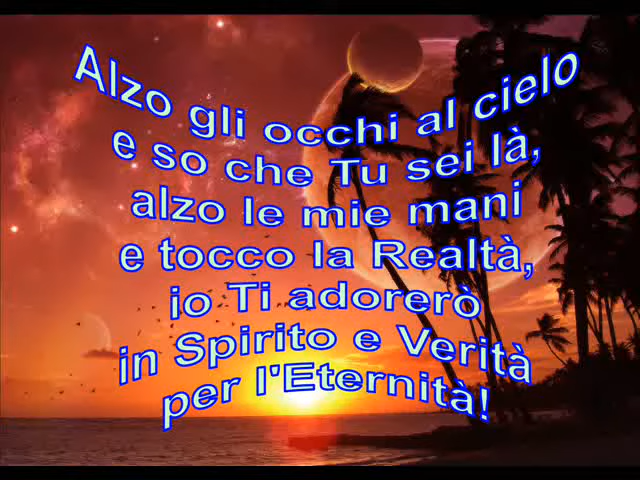 Alzo gli occhi al cielo
e so che Tu sei là,
alzo le mie mani
e tocco la Realtà,
io Ti adorerò
in Spirito e Verità
per l'Eternità!